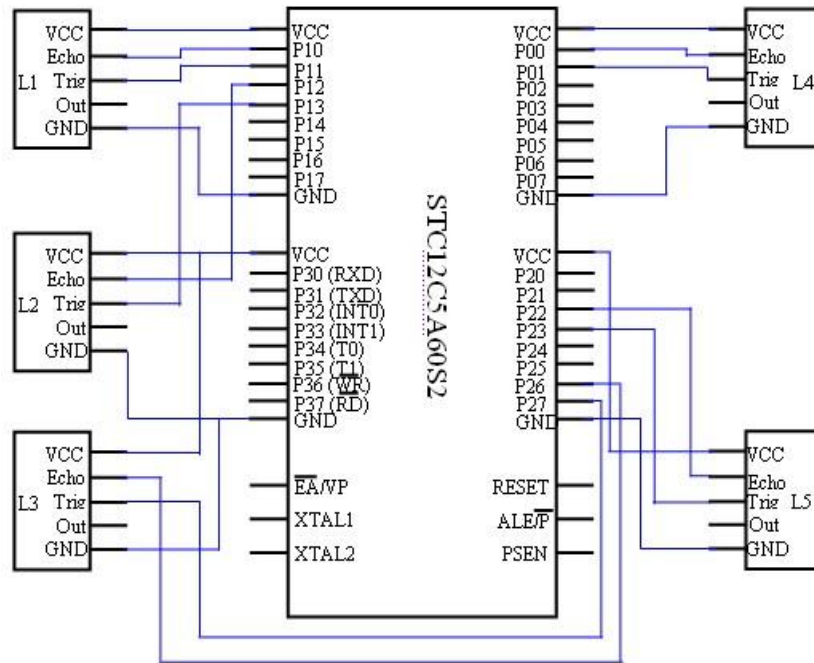 L1
VCC
Echo
Trig
Out
GND
L2
VCC
Echo
Trig
Out
GND
L3
VCC
Echo
Trig
Out
GND
VCC
P10
P11
P12
P13
P14
P15
P16
P17
GND
VCC
P30 (RXD)
P31 (TXD)
P32 (INT0)
P33 (INT1)
P34 (T0)
P35 (T1)
P36 (W̅R̅)
P37 (R̅D̅)
GND
E̅A̅/VP
XTAL1
XTAL2
STC12C5A60S2
VCC
P00
P01
P02
P03
P04
P05
P06
P07
GND
VCC
P20
P21
P22
P23
P24
P25
P26
P27
GND
RESET
ALE/P̅
PSEN
VCC
Echo
Trig
Out
GND
L4
VCC
Echo
Trig
Out
GND
L5